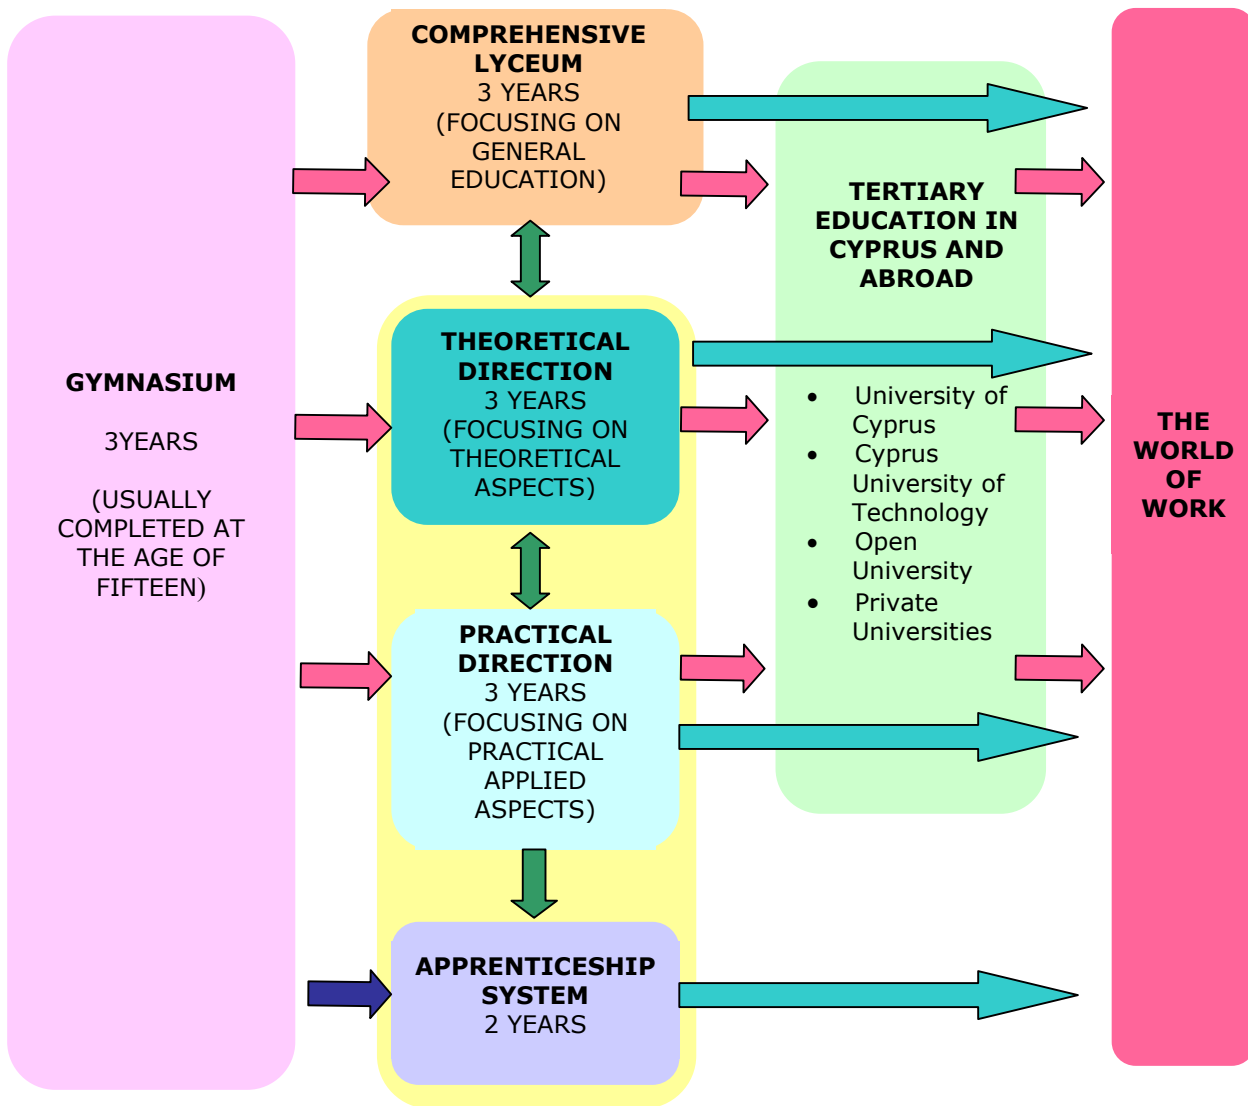 GYMNASIUM
3YEARS
(USUALLY
COMPLETED AT
THE AGE OF
FIFTEEN)
COMPREHENSIVE
LYCEUM
3 YEARS
(FOCUSING ON
GENERAL
EDUCATION)
THEORETICAL
DIRECTION
3 YEARS
(FOCUSING ON
THEORETICAL
ASPECTS)
PRACTICAL
DIRECTION
3 YEARS
(FOCUSING ON
PRACTICAL
APPLIED
ASPECTS)
APPRENTICESHIP
SYSTEM
2 YEARS
TERTIARY
EDUCATION IN
CYPRUS AND
ABROAD
• University of
Cyprus
• Cyprus
University of
Technology
• Open
University
• Private
Universities
THE
WORLD
OF
WORK